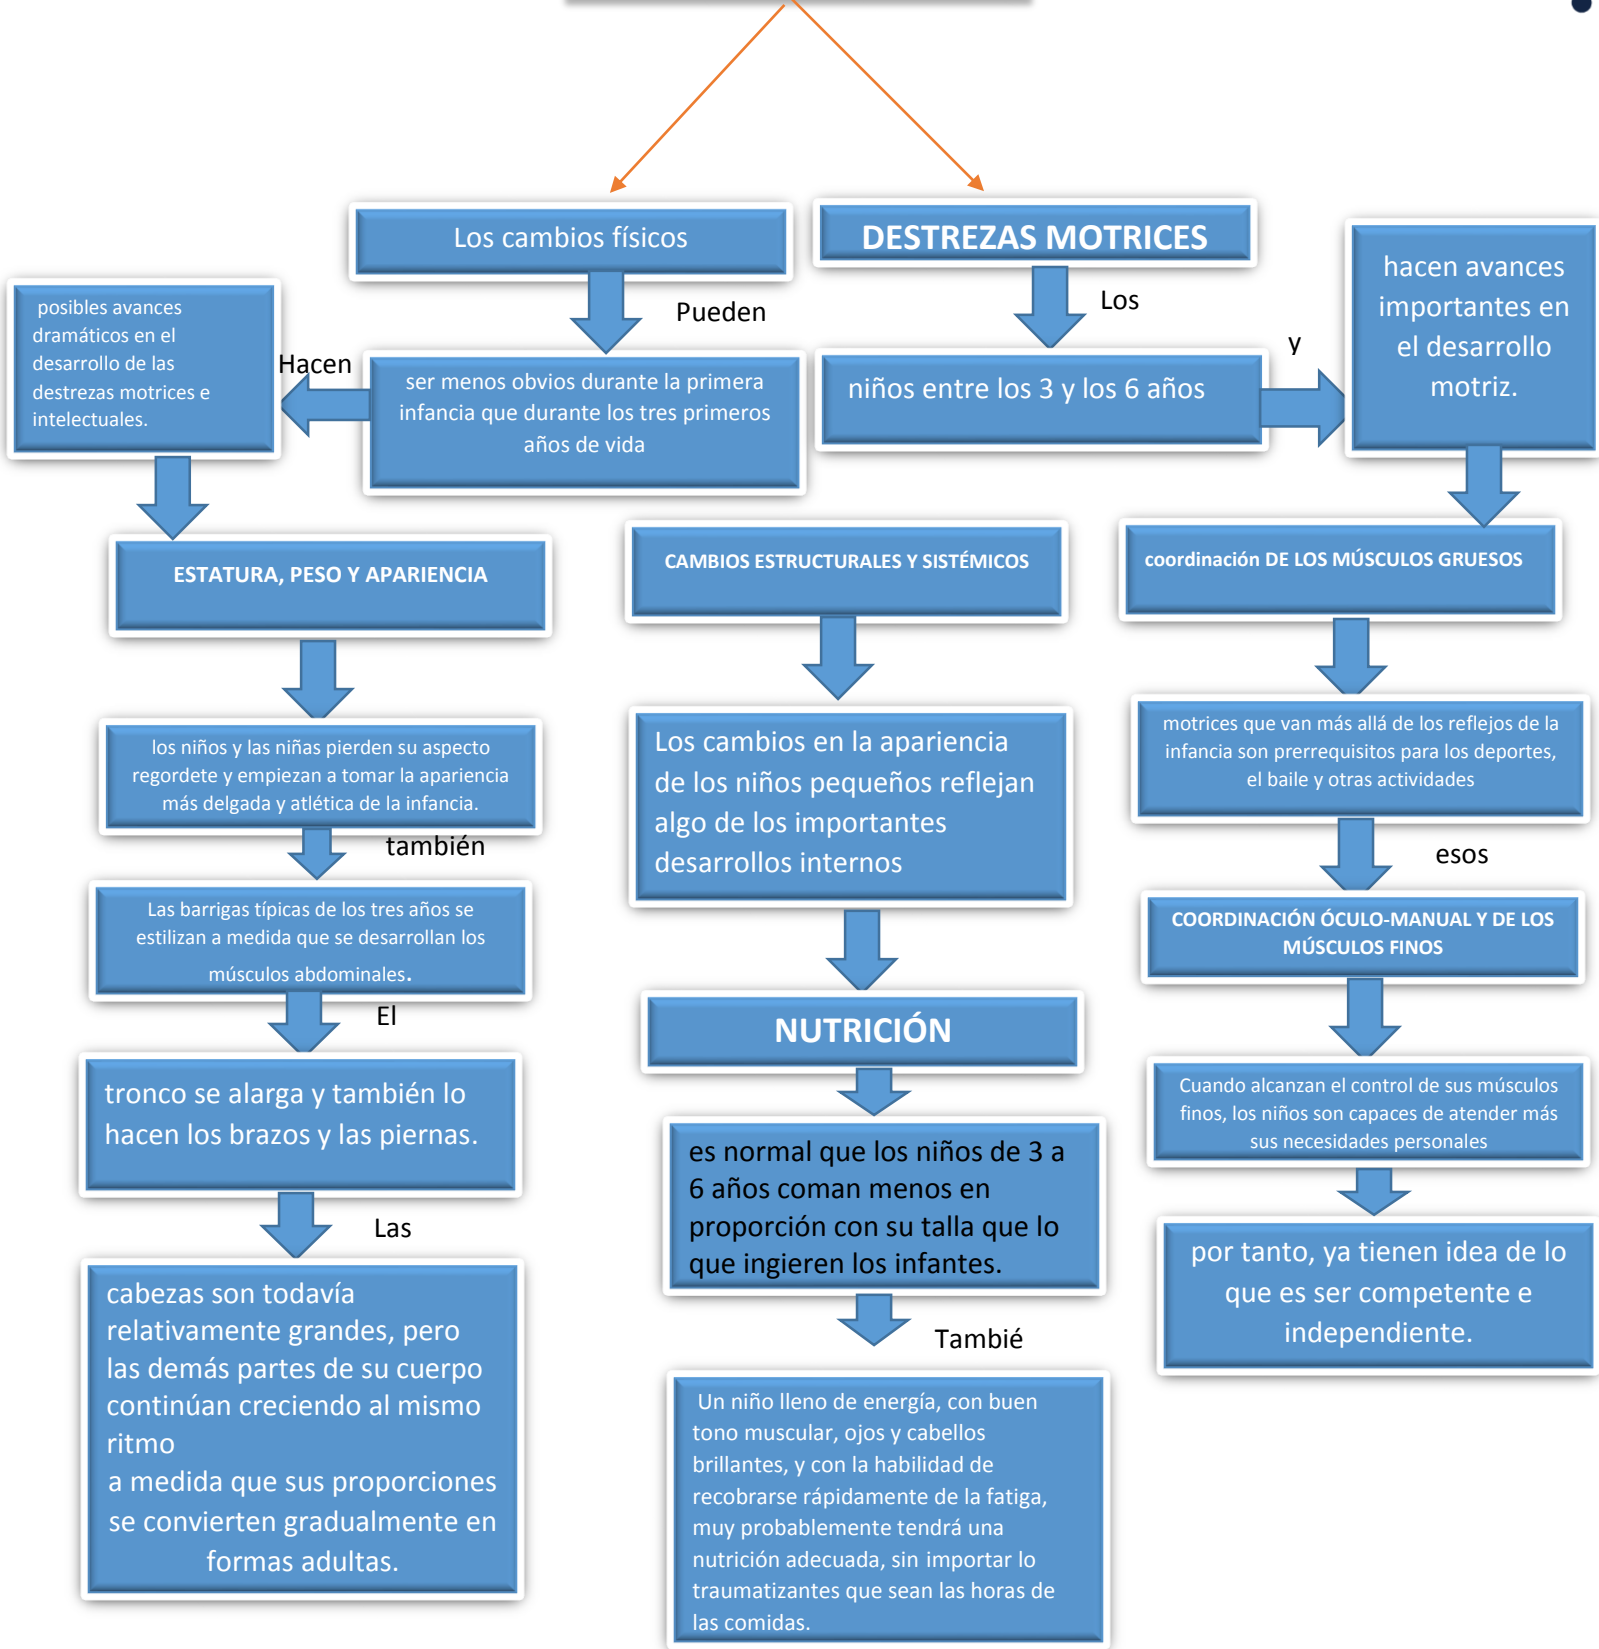 Los cambios físicos
Pueden
ser menos obvios durante la primera
infancia que durante los tres primeros
años de vida
Hacen
posibles avances
dramáticos en el
desarrollo de las
destrezas motrices e
intelectuales.
DESTREZAS MOTRICES
Los
niños entre los 3 y los 6 años
y
hacen avances
importantes en
el desarrollo
motriz.
ESTATURA, PESO Y APARIENCIA
los niños y las niñas pierden su aspecto
regordete y empiezan a tomar la apariencia
más delgada y atlética de la infancia.
también
Las barrigas típicas de los tres años se
estilizan a medida que se desarrollan los
músculos abdominales.
El
tronco se alarga y también lo
hacen los brazos y las piernas.
Las
cabezas son todavía
relativamente grandes, pero
las demás partes de su cuerpo
continúan creciendo al mismo
ritmo
a medida que sus proporciones
se convierten gradualmente en
formas adultas.
CAMBIOS ESTRUCTURALES Y SISTÉMICOS
Los cambios en la apariencia
de los niños pequeños reflejan
algo de los importantes
desarrollos internos
NUTRICIÓN
es normal que los niños de 3 a
6 años coman menos en
proporción con su talla que lo
que ingieren los infantes.
Tambié
Un niño lleno de energía, con buen
tono muscular, ojos y cabellos
brillantes, y con la habilidad de
recobrarse rápidamente de la fatiga,
muy probablemente tendrá una
nutrición adecuada, sin importar lo
traumatizantes que sean las horas de
las comidas.
coordinación DE LOS MÚSCULOS GRUESOS
motrices que van más allá de los reflejos de la
infancia son prerrequisitos para los deportes,
el baile y otras actividades
esos
COORDINACIÓN ÓCULO-MANUAL Y DE LOS
MÚSCULOS FINOS
Cuando alcanzan el control de sus músculos
finos, los niños son capaces de atender más
sus necesidades personales
por tanto, ya tienen idea de lo
que es ser competente e
independiente.